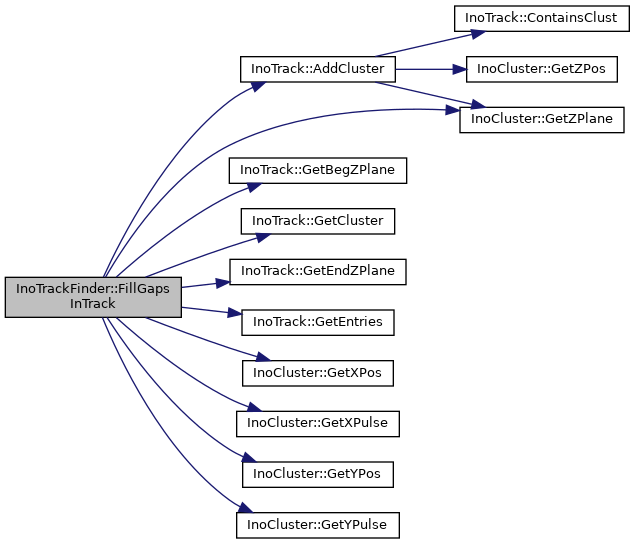 InoTrack::ContainsClust
InoTrack::AddCluster
InoCluster::GetZPos
InoCluster::GetZPlane
InoTrack::GetBegZPlane
InoTrack::GetCluster
InoTrack::GetEndZPlane
InoTrackFinder::FillGaps
InTrack
InoTrack::GetEntries
InoCluster::GetXPos
InoCluster::GetXPulse
InoCluster::GetYPos
InoCluster::GetYPulse